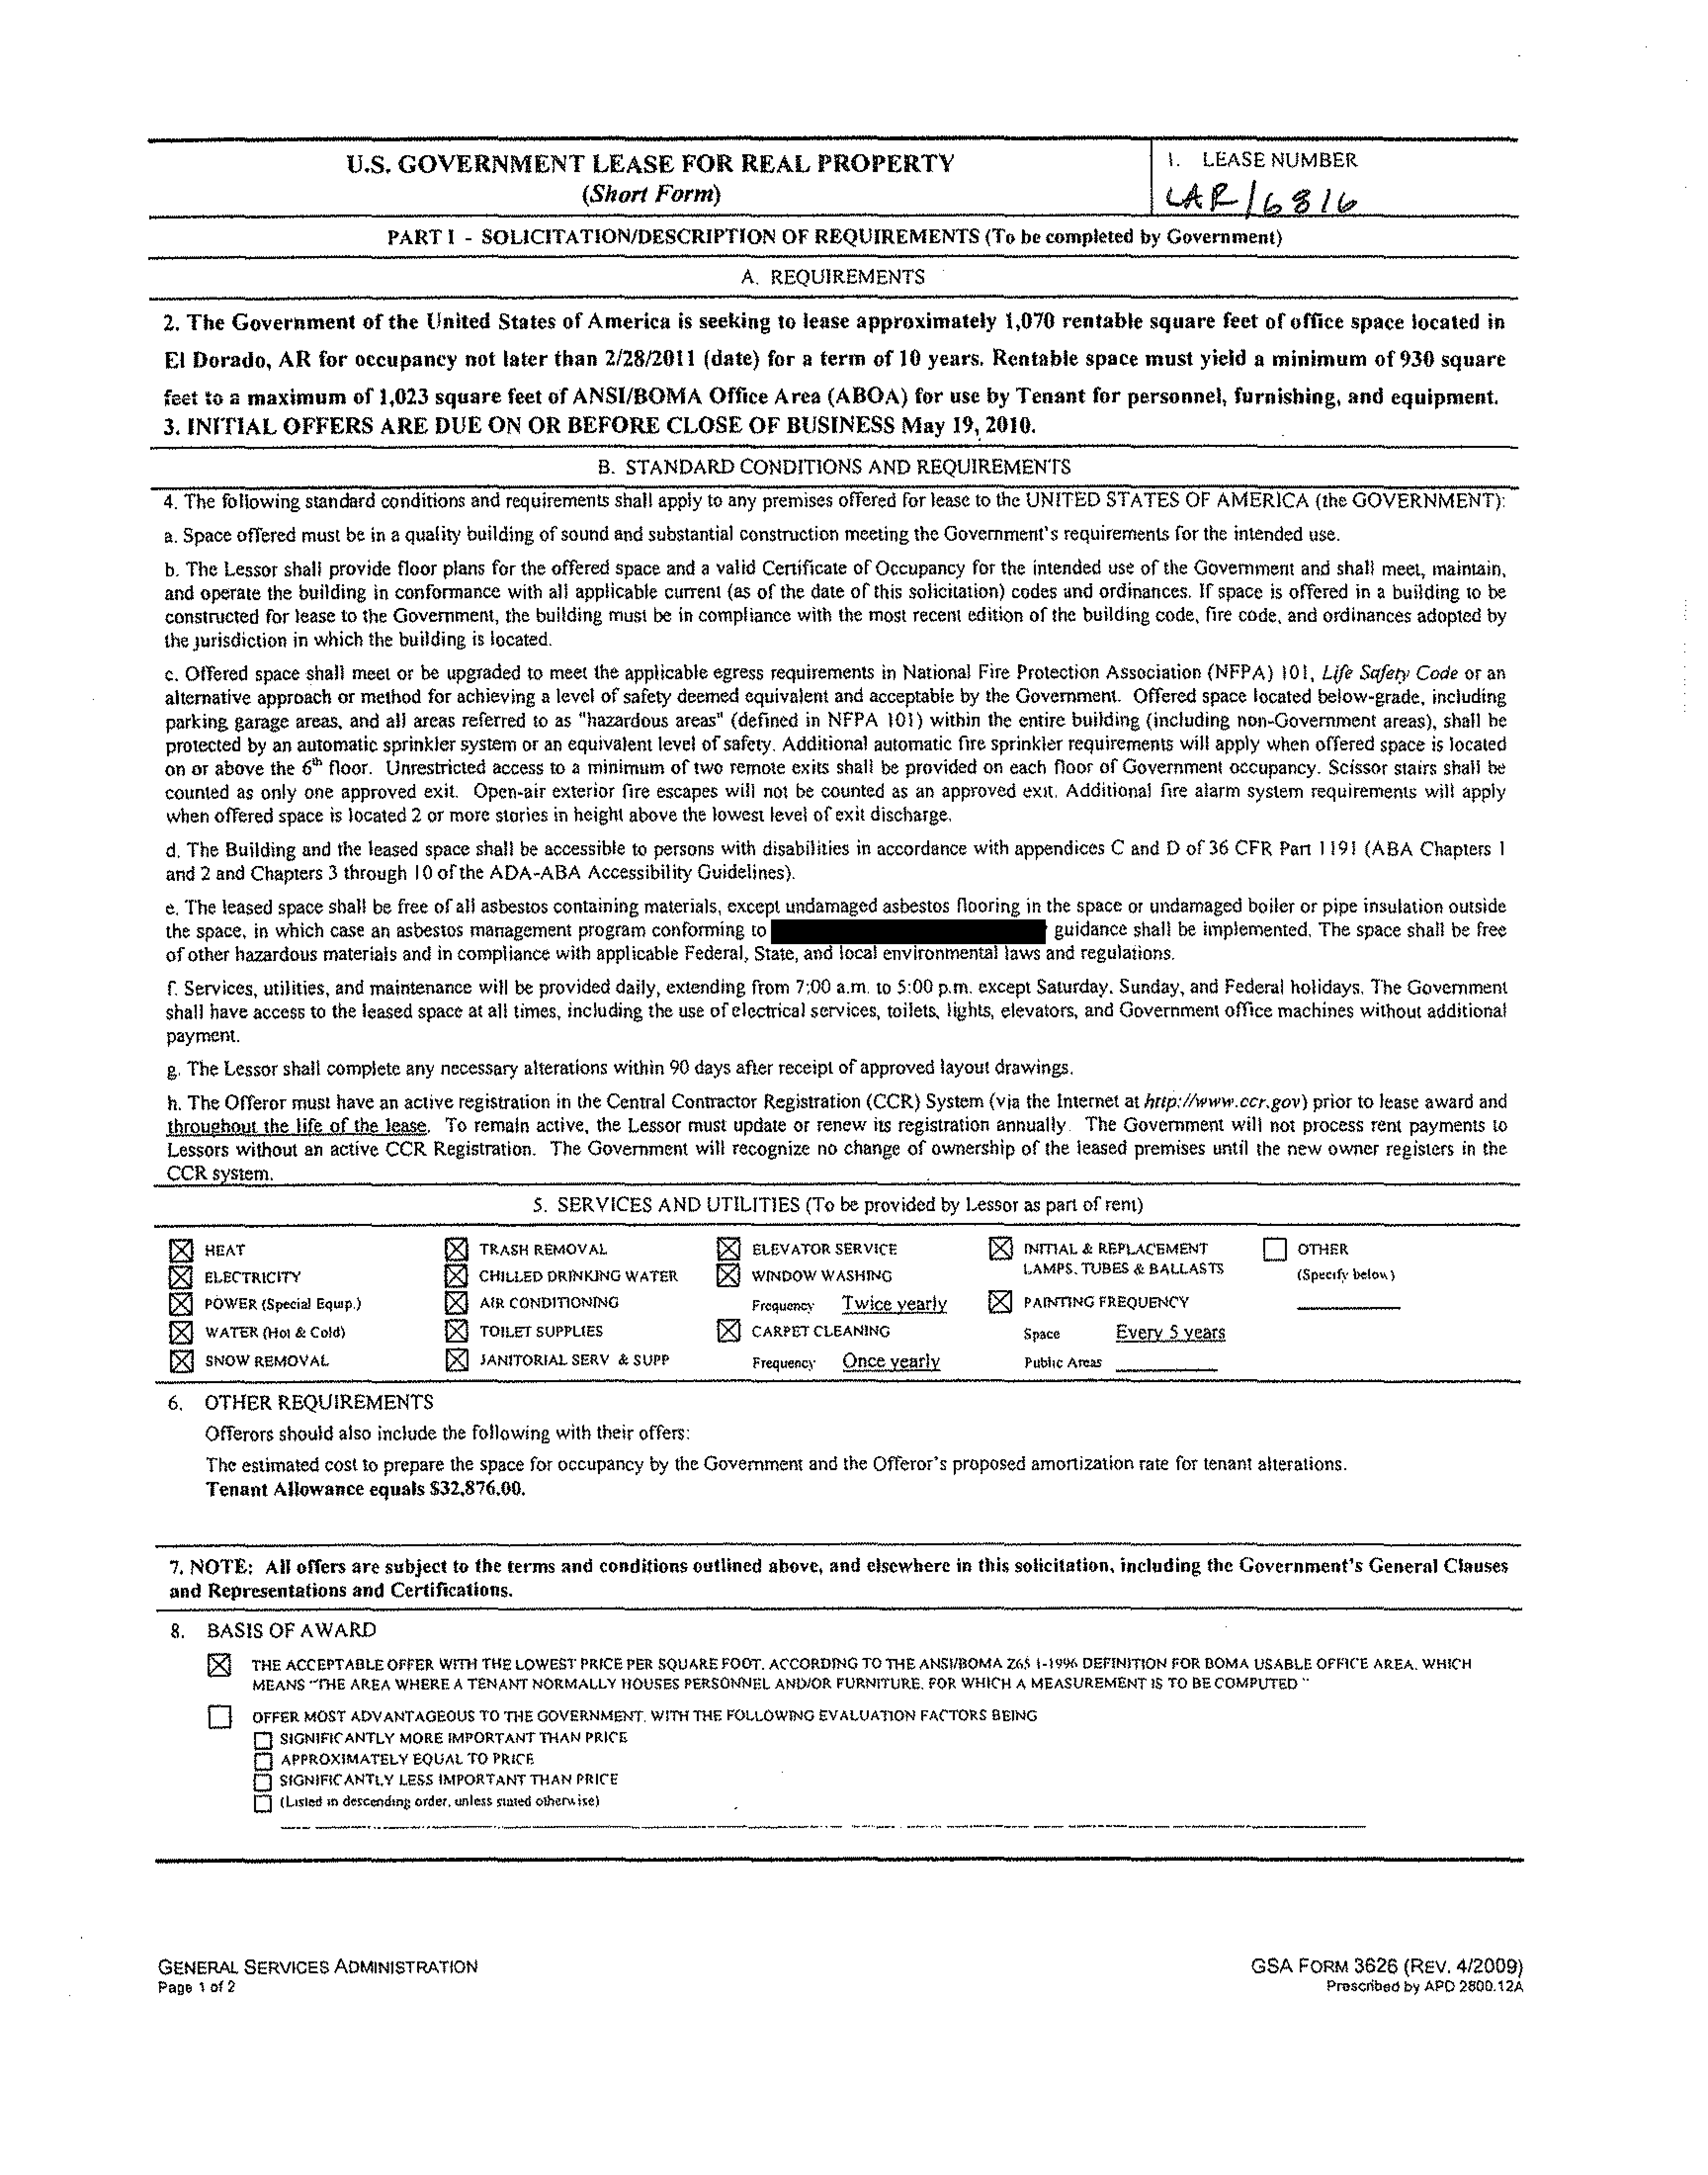 U.S. GOVERNMENT LEASE FOR REAL PROPERTY
(Short Form)
1. LEASE NUMBER
LAR16816
PART I - SOLICITATION/DESCRIPTION OF REQUIREMENTS (To be completed by Government)
A. REQUIREMENTS
2. The Government of the United States of America is seeking to lease approximately 1,070 rentable square feet of office space located in
El Dorado, AR for occupancy not later than 2/28/2011 (date) for a term of 10 years. Rentable space must yield a minimum of 930 square
feet to a maximum of 1,023 square feet of ANSI/BOMA Office Area (ABOA) for use by Tenant for personnel, furnishing, and equipment.
3. INITIAL OFFERS ARE DUE ON OR BEFORE CLOSE OF BUSINESS May 19, 2010.
B. STANDARD CONDITIONS AND REQUIREMENTS
4. The following standard conditions and requirements shall apply to any premises offered for lease to the UNITED STATES OF AMERICA (the GOVERNMENT):
a. Space offered must be in a quality building of sound and substantial construction meeting the Government's requirements for the intended use.
b. The Lessor shall provide floor plans for the offered space and a valid Certificate of Occupancy for the intended use of the Government and shall meet, maintain,
and operate the building in conformance with all applicable current (as of the date of this solicitation) codes and ordinances. If space is offered in a building to be
constructed for lease to the Government, the building must be in compliance with the most recent edition of the building code, fire code, and ordinances adopted by
the jurisdiction in which the building is located.
c. Offered space shall meet or be upgraded to meet the applicable egress requirements in National Fire Protection Association (NFPA) 101, Life Safety Code or an
alternative approach or method for achieving a level of safety deemed equivalent and acceptable by the Government. Offered space located below-grade, including
parking garage areas, and all areas referred to as "hazardous areas" (defined in NFPA 101) within the entire building (including non-Government areas), shall be
protected by an automatic sprinkler system or an equivalent level of safety. Additional automatic fire sprinkler requirements will apply when offered space is located
on or above the 6th floor. Unrestricted access to a minimum of two remote exits shall be provided on each floor of Government occupancy. Scissor stairs shall be
counted as only one approved exit. Open-air exterior fire escapes will not be counted as an approved exit. Additional fire alarm system requirements will apply
when offered space is located 2 or more stories in height above the lowest level of exit discharge.
d. The Building and the leased space shall be accessible to persons with disabilities in accordance with appendices C and D of 36 CFR Part 1191 (ABA Chapters 1
and 2 and Chapters 3 through 10 of the ADA-ABA Accessibility Guidelines).
e. The leased space shall be free of all asbestos containing materials, except undamaged asbestos flooring in the space or undamaged boiler or pipe insulation outside
the space, in which case an asbestos management program conforming to guidance shall be implemented. The space shall be free
of other hazardous materials and in compliance with applicable Federal, State, and local environmental laws and regulations.
f. Services, utilities, and maintenance will be provided daily, extending from 7:00 a.m. to 5:00 p.m. except Saturday, Sunday, and Federal holidays. The Government
shall have access to the leased space at all times, including the use of electrical services, toilets, lights, elevators, and Government office machines without additional
payment.
g. The Lessor shall complete any necessary alterations within 90 days after receipt of approved layout drawings.
h. The Offeror must have an active registration in the Central Contractor Registration (CCR) System (via the Internet at http://www.ccr.gov) prior to lease award and
throughout the life of the lease. To remain active, the Lessor must update or renew its registration annually. The Government will not process rent payments to
Lessors without an active CCR Registration. The Government will recognize no change of ownership of the leased premises until the new owner registers in the
CCR system.
5. SERVICES AND UTILITIES (To be provided by Lessor as part of rent)
HEAT
ELECTRICITY
POWER (Special Equip.)
WATER (Hot & Cold)
SNOW REMOVAL
TRASH REMOVAL
CHILLED DRINKING WATER
AIR CONDITIONING
TOILET SUPPLIES
JANITORIAL SERV & SUPP
ELEVATOR SERVICE
WINDOW WASHING
Frequency Twice yearly
CARPET CLEANING
Frequency Once yearly
INITIAL & REPLACEMENT
LAMPS, TUBES & BALLASTS
PAINTING FREQUENCY
Space Every 5 years
Public Areas
OTHER
(Specify below)
6. OTHER REQUIREMENTS
Offerors should also include the following with their offers:
The estimated cost to prepare the space for occupancy by the Government and the Offeror's proposed amortization rate for tenant alterations.
Tenant Allowance equals $32,876.00.
7. NOTE: All offers are subject to the terms and conditions outlined above, and elsewhere in this solicitation, including the Government's General Clauses
and Representations and Certifications.
8. BASIS OF AWARD
THE ACCEPTABLE OFFER WITH THE LOWEST PRICE PER SQUARE FOOT, ACCORDING TO THE ANSI/BOMA Z65 1-1996 DEFINITION FOR BOMA USABLE OFFICE AREA, WHICH
MEANS "THE AREA WHERE A TENANT NORMALLY HOUSES PERSONNEL AND/OR FURNITURE, FOR WHICH A MEASUREMENT IS TO BE COMPUTED"
OFFER MOST ADVANTAGEOUS TO THE GOVERNMENT, WITH THE FOLLOWING EVALUATION FACTORS BEING
SIGNIFICANTLY MORE IMPORTANT THAN PRICE
APPROXIMATELY EQUAL TO PRICE
SIGNIFICANTLY LESS IMPORTANT THAN PRICE
(Listed in descending order, unless stated otherwise)
GENERAL SERVICES ADMINISTRATION
Page 1 of 2
GSA FORM 3626 (REV. 4/2009)
Prescribed by APD 2800.12A